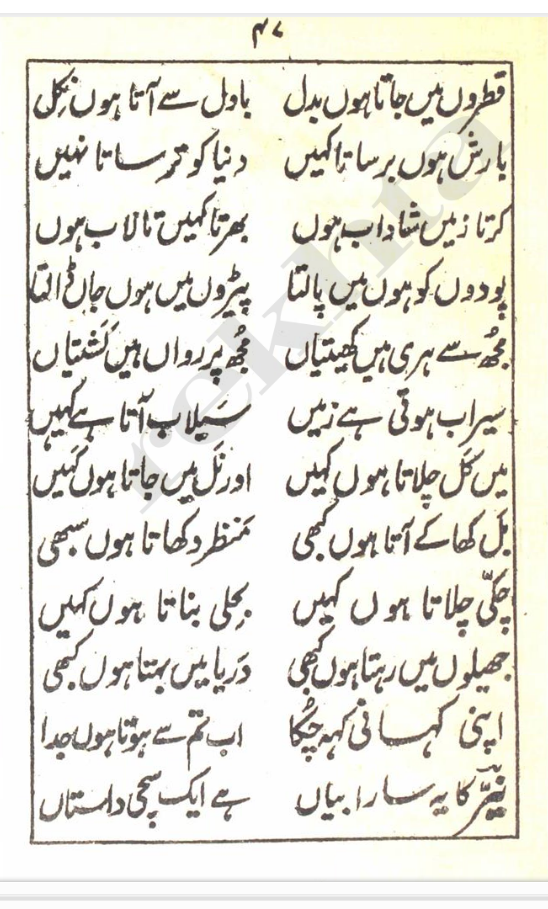 ۴۷
قطروں میں جاتا ہوں بدل بادل سے آتا ہوں نکل
بارش ہوں برساتا کہیں دنیا کو ترساتا نہیں
کرتا زمیں شاداب ہوں بھرتا کہیں تالاب ہوں
پودوں کو ہوں میں پالتا پیڑوں میں ہوں جاں ڈالتا
مجھ سے ہری ہیں کھیتیاں مجھ پر رواں ہیں کشتیاں
سیراب ہوتی ہے زمیں سیلاب آتا ہے کہیں
میں کَل چلاتا ہوں کہیں اور نَل میں جاتا ہوں کہیں
بَل کھا کے آتا ہوں کبھی منظر دکھاتا ہوں سبھی
چکّی چلاتا ہوں کہیں بجلی بناتا ہوں کہیں
جھیلوں میں رہتا ہوں کبھی دریا میں بہتا ہوں کبھی
اپنی کہانی کہہ چُکا اب تم سے ہوتا ہوں جدا
نیّرؔ کا یہ سارا بیاں ہے ایک سچی داستاں
rekhta